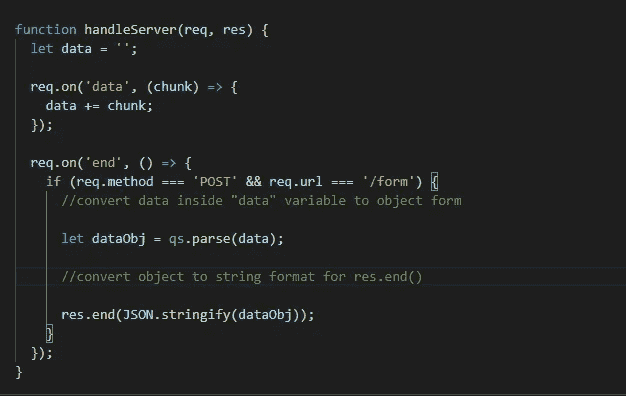 function handleServer(req, res) {
  let data = '';
  req.on('data', (chunk) => {
    data += chunk;
  });
  req.on('end', () => {
    if (req.method === 'POST' && req.url === '/form') {
      //convert data inside "data" variable to object form
      let dataObj = qs.parse(data);
      //convert object to string format for res.end()
      res.end(JSON.stringify(dataObj));
    }
  });
}